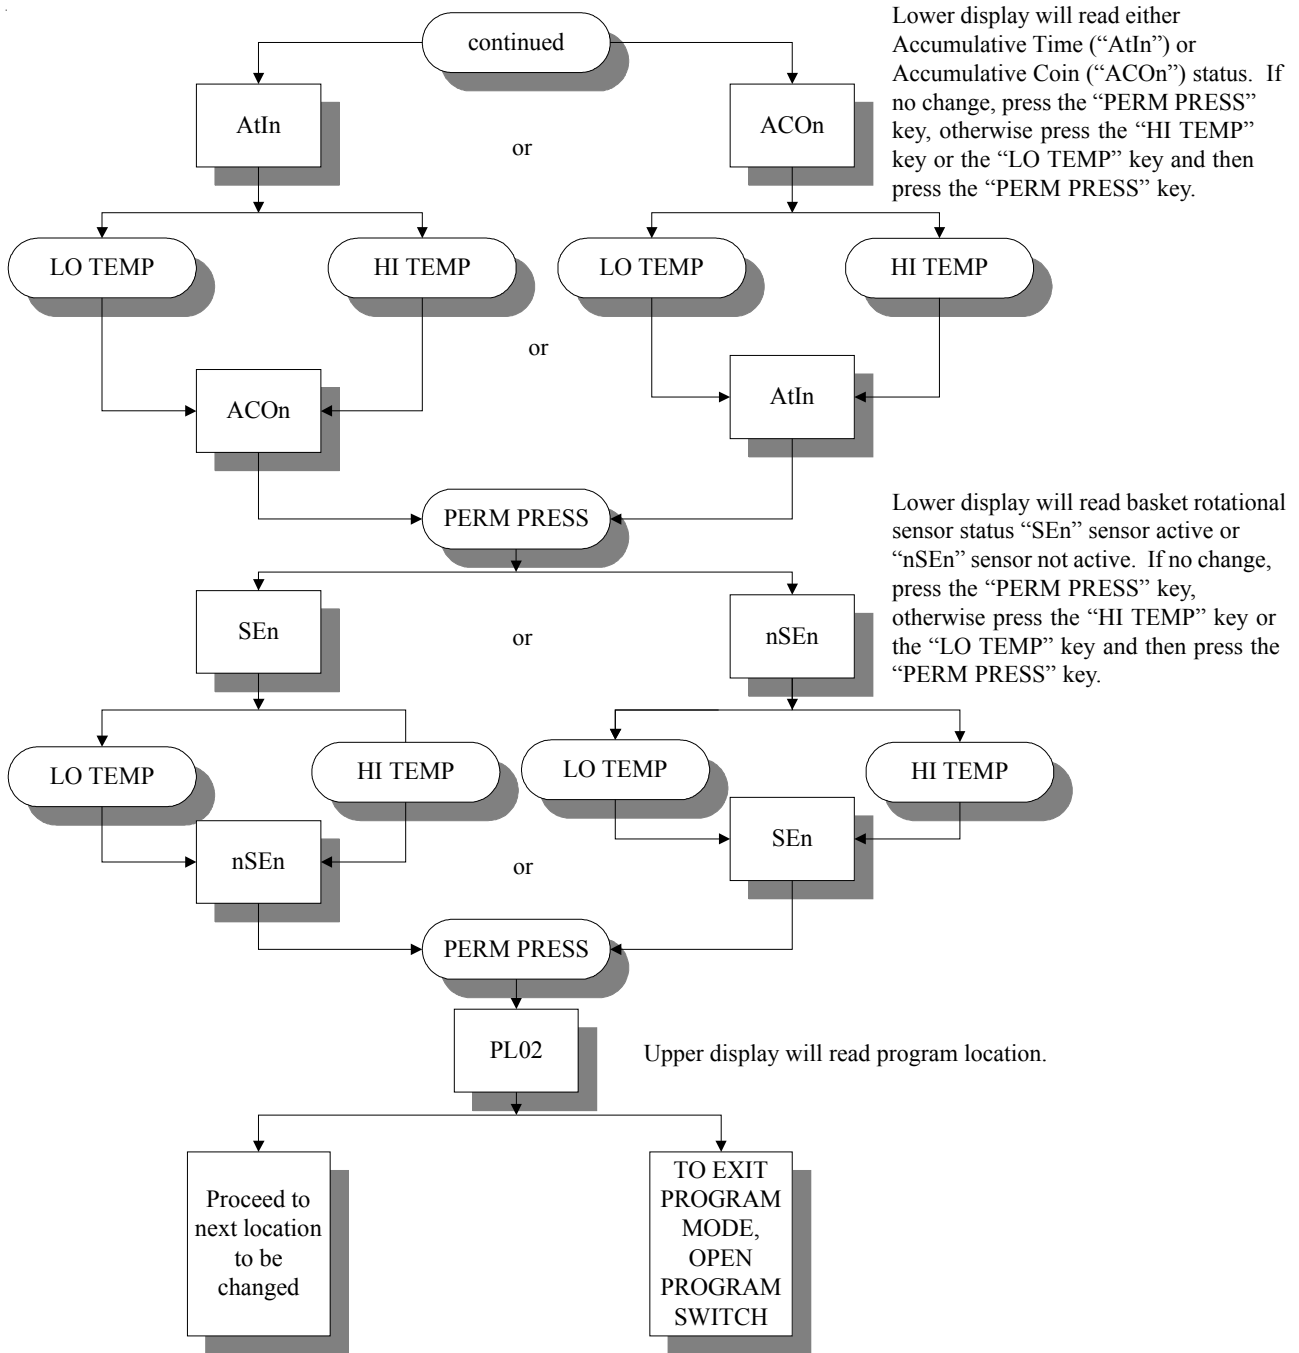 continued
Lower display will read either
Accumulative Time (“AtIn”) or
Accumulative Coin (“ACOn”) status.  If
no change, press the “PERM PRESS”
key, otherwise press the “HI TEMP”
key or the “LO TEMP” key and then
press the “PERM PRESS” key.
AtIn
or
ACOn
LO TEMP
HI TEMP
LO TEMP
HI TEMP
or
ACOn
AtIn
PERM PRESS
Lower display will read basket rotational
sensor status “SEn” sensor active or
“nSEn” sensor not active.  If no change,
press the “PERM PRESS” key,
otherwise press the “HI TEMP” key or
the “LO TEMP” key and then press the
“PERM PRESS” key.
SEn
or
nSEn
LO TEMP
HI TEMP
LO TEMP
HI TEMP
nSEn
or
SEn
PERM PRESS
PL02
Upper display will read program location.
Proceed to
next location
to be
changed
TO EXIT
PROGRAM
MODE,
OPEN
PROGRAM
SWITCH